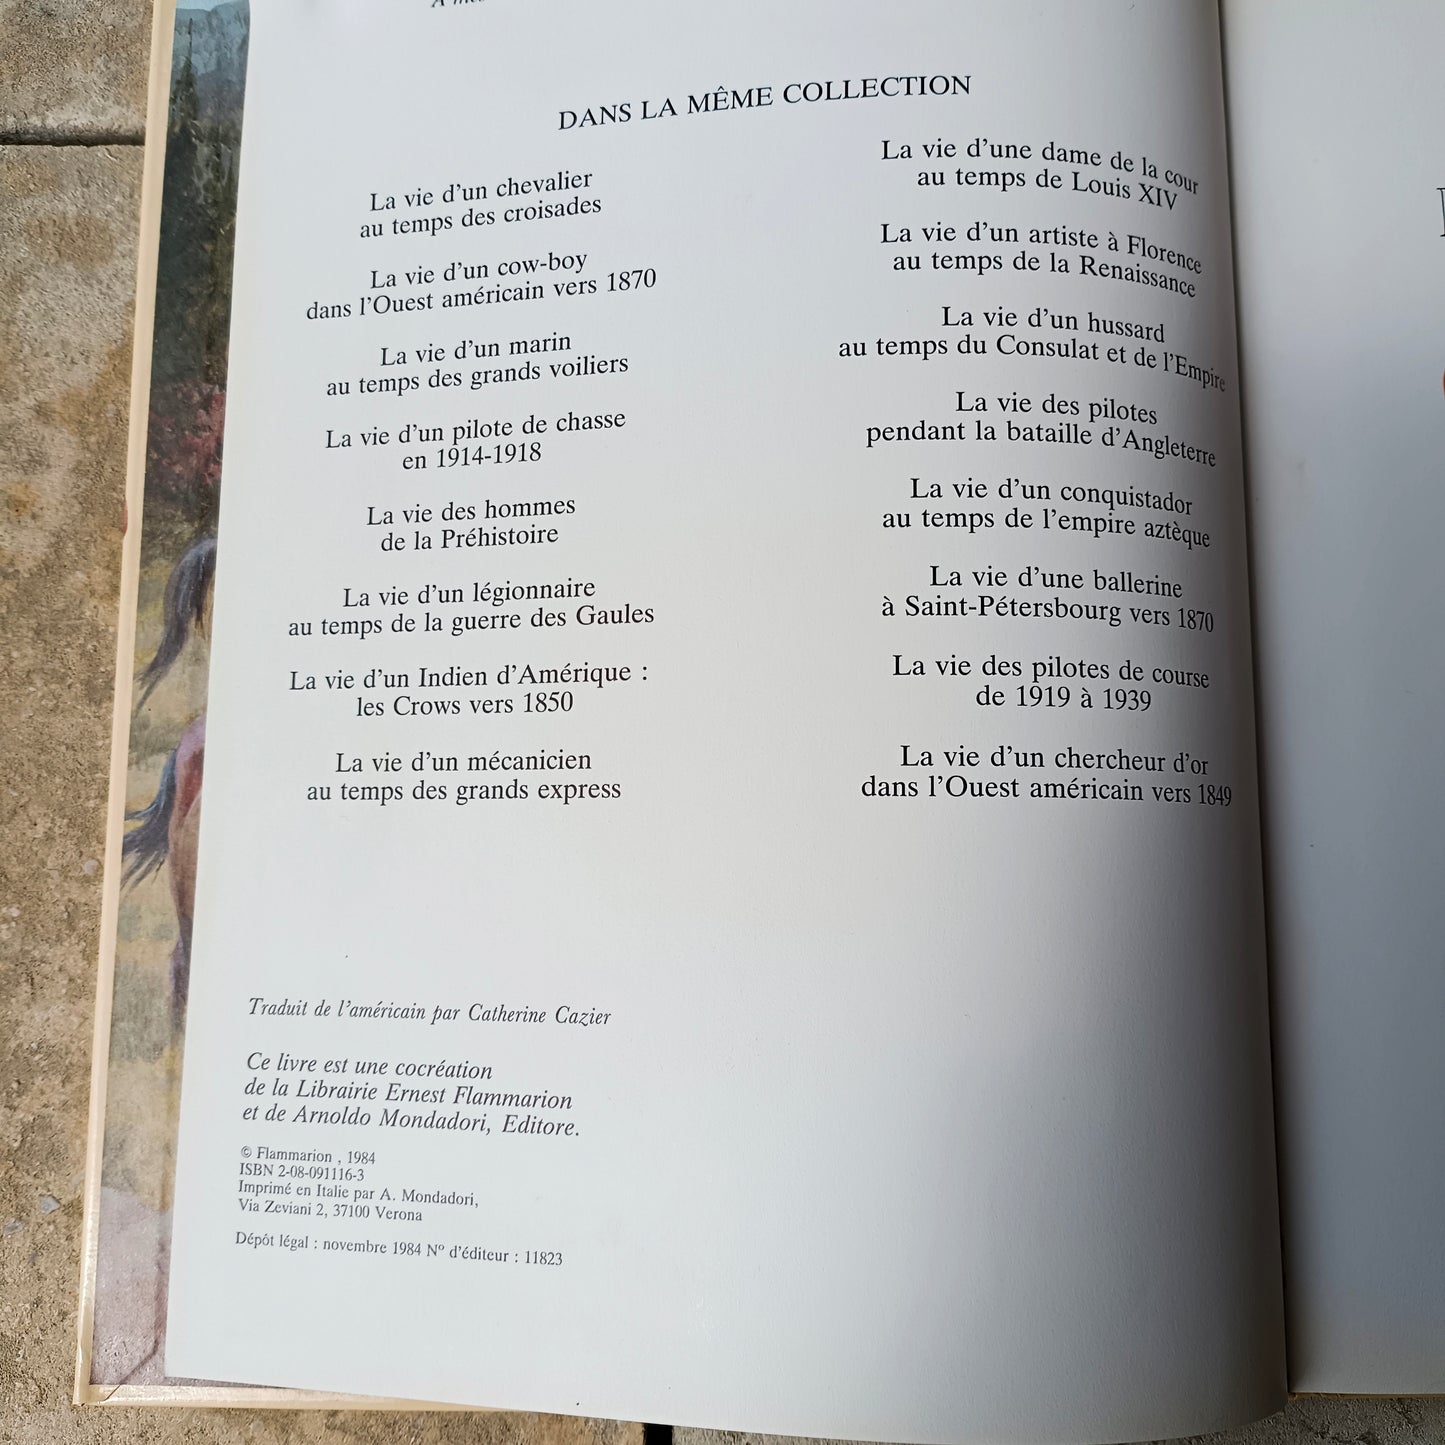 DANS LA MÊME COLLECTION
La vie d'un chevalier
au temps des croisades
La vie d'un cow-boy
dans l'Ouest américain vers 1870
La vie d'un marin
au temps des grands voiliers
La vie d'un pilote de chasse
en 1914-1918
La vie des hommes
de la Préhistoire
La vie d'un légionnaire
au temps de la guerre des Gaules
La vie d'un Indien d'Amérique :
les Crows vers 1850
La vie d'un mécanicien
au temps des grands express
La vie d'une dame de la cour
au temps de Louis XIV
La vie d'un artiste à Florence
au temps de la Renaissance
La vie d'un hussard
au temps du Consulat et de l'Empire
La vie des pilotes
pendant la bataille d'Angleterre
La vie d'un conquistador
au temps de l'empire aztèque
La vie d'une ballerine
à Saint-Pétersbourg vers 1870
La vie des pilotes de course
de 1919 à 1939
La vie d'un chercheur d'or
dans l'Ouest américain vers 1849
Traduit de l'américain par Catherine Cazier
Ce livre est une cocréation
de la Librairie Ernest Flammarion
et de Arnoldo Mondadori, Editore.
© Flammarion , 1984
ISBN 2-08-091116-3
Imprimé en Italie par A. Mondadori,
Via Zeviani 2, 37100 Verona
Dépôt légal : novembre 1984 Nº d'éditeur : 11823